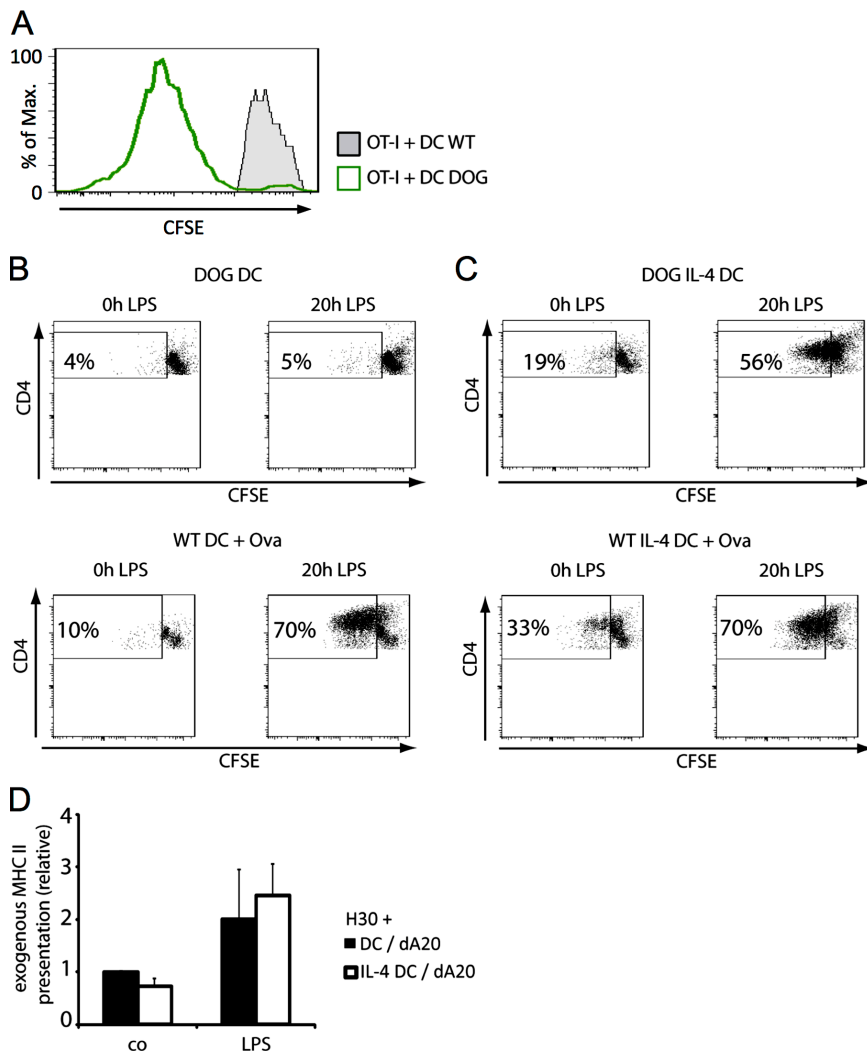 A
100
% of Max.
0
CFSE
OT-I + DC WT
OT-I + DC DOG
B
DOG DC
0h LPS
20h LPS
4%
5%
CD4
CFSE
WT DC + Ova
0h LPS
20h LPS
10%
70%
CD4
CFSE
C
DOG IL-4 DC
0h LPS
20h LPS
19%
56%
CD4
CFSE
WT IL-4 DC + Ova
0h LPS
20h LPS
33%
70%
CD4
CFSE
D
exogenous MHC II
presentation (relative)
4
3
2
1
0
co
LPS
H30 +
DC / dA20
IL-4 DC / dA20